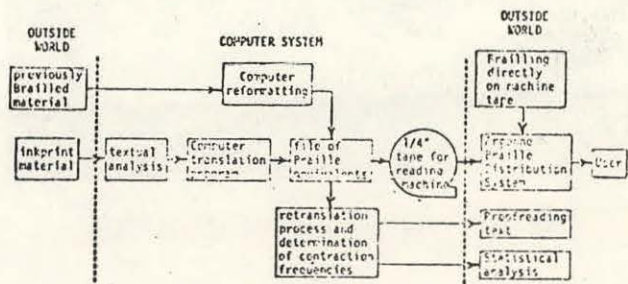 OUTSIDE
WORLD
COMPUTER SYSTEM
OUTSIDE
WORLD
previously
Brailled
material
Computer
reformatting
Brailling
directly
on machine
tape
inkprint
material
textual
analysis
Computer
translation
program
file of
Braille
equivalents
1/4"
tape for
reading
machine
Argonne
Braille
Distribution
System
User
retranslation
process and
determination
of contraction
frequencies
Proofreading
text
Statistical
analysis